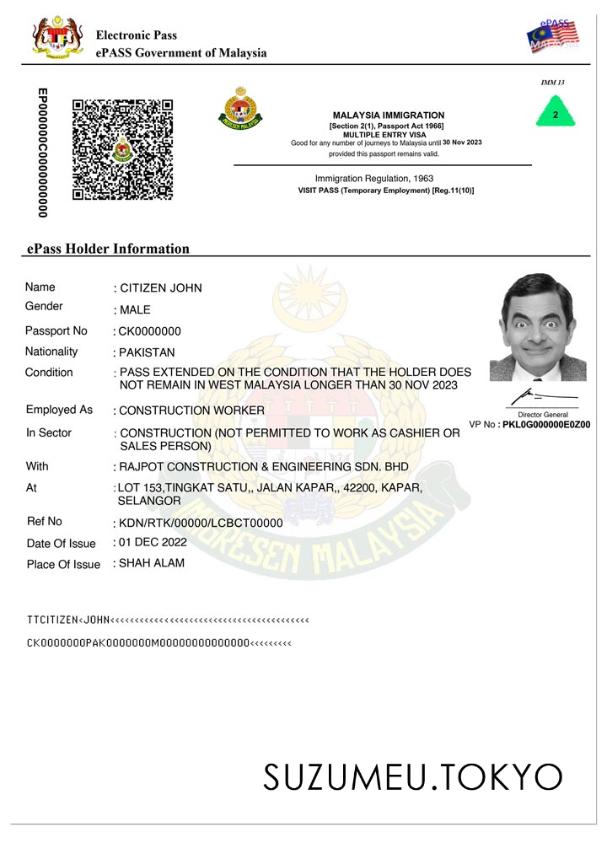 Electronic Pass
ePASS Government of Malaysia
ePASS
MALAYSIA
IMM 13
2
EP000000C0000000000
MALAYSIA IMMIGRATION
[Section 2(1), Passport Act 1966]
MULTIPLE ENTRY VISA
Good for any number of journeys to Malaysia until 30 Nov 2023
provided this passport remains valid.
Immigration Regulation, 1963
VISIT PASS (Temporary Employment) [Reg.11(10)]
ePass Holder Information
Name : CITIZEN JOHN
Gender : MALE
Passport No : CK0000000
Nationality : PAKISTAN
Condition : PASS EXTENDED ON THE CONDITION THAT THE HOLDER DOES
NOT REMAIN IN WEST MALAYSIA LONGER THAN 30 NOV 2023
Director General
VP No : PKL0G000000E0Z00
Employed As : CONSTRUCTION WORKER
In Sector : CONSTRUCTION (NOT PERMITTED TO WORK AS CASHIER OR
SALES PERSON)
With : RAJPOT CONSTRUCTION & ENGINEERING SDN. BHD
At : LOT 153,TINGKAT SATU,, JALAN KAPAR,, 42200, KAPAR,
SELANGOR
Ref No : KDN/RTK/00000/LCBCT00000
Date Of Issue : 01 DEC 2022
Place Of Issue : SHAH ALAM
IMIGRESEN MALAYSIA
TTCITIZEN<JOHN<<<<<<<<<<<<<<<<<<<<<<<<<<<<<<<<<<<<<<<<<
CK0000000PAK0000000M00000000000000<<<<<<<<<
SUZUMEU.TOKYO